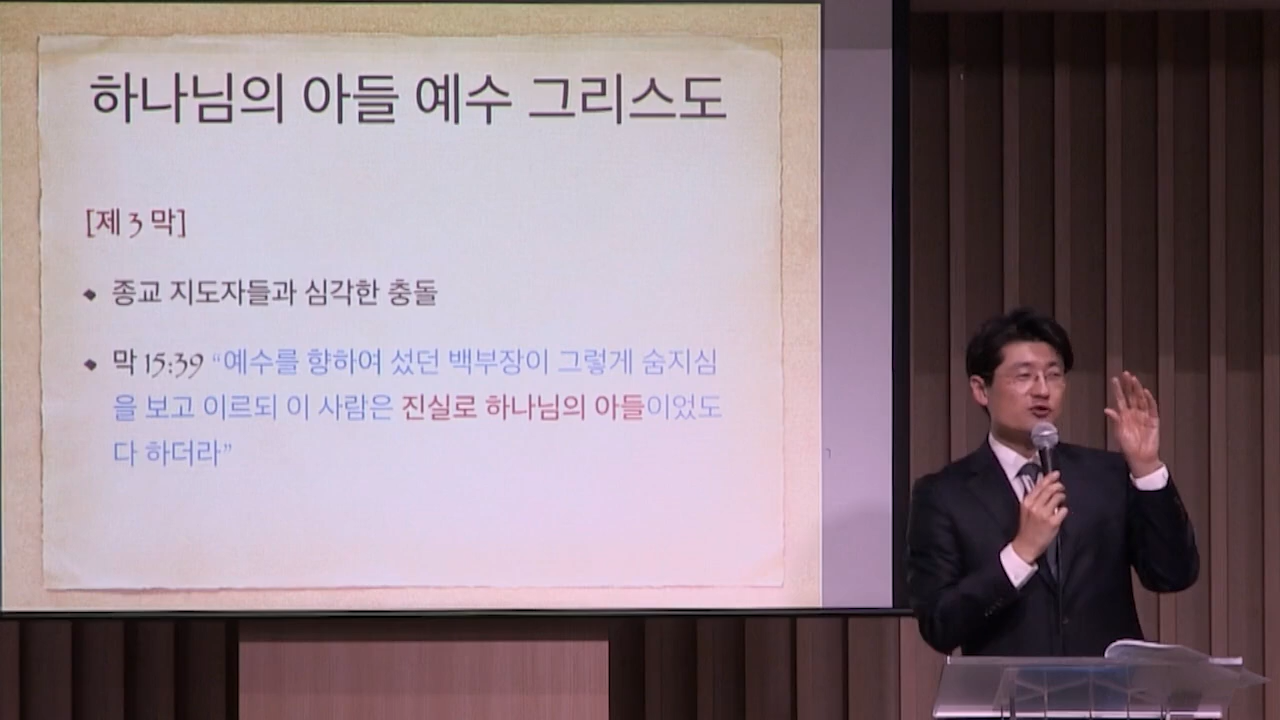 하나님의 아들 예수 그리스도
[제 3 막]
◆ 종교 지도자들과 심각한 충돌
◆ 막 15:39 “예수를 향하여 섰던 백부장이 그렇게 숨지심
을 보고 이르되 이 사람은 진실로 하나님의 아들이었도
다 하더라”